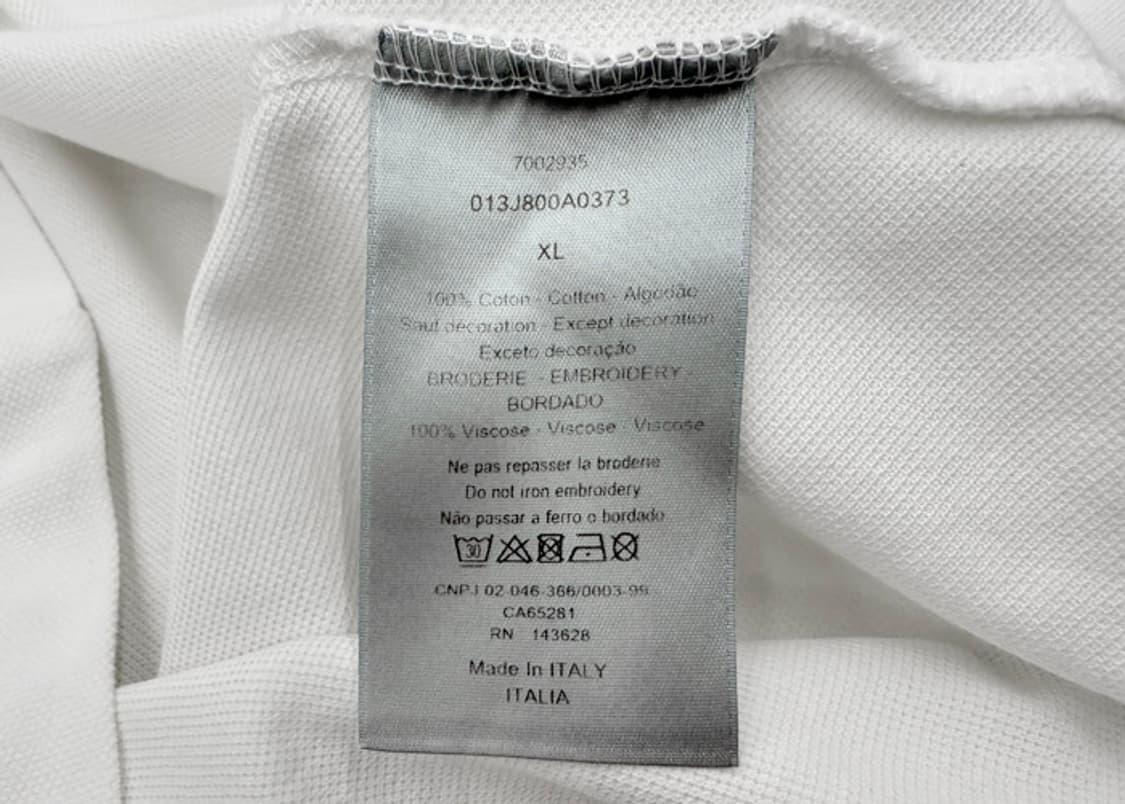 7002935
013J800A0373
XL
100% Coton - Cotton - Algodão
Sauf decoration - Except decoration
Exceto decoração
BRODERIE - EMBROIDERY -
BORDADO
100% Viscose - Viscose - Viscose
Ne pas repasser la broderie
Do not iron embroidery
Não passar a ferro o bordado
30
CNPJ 02-046-366/0003-99
CA65281
RN 143628
Made In ITALY
ITALIA